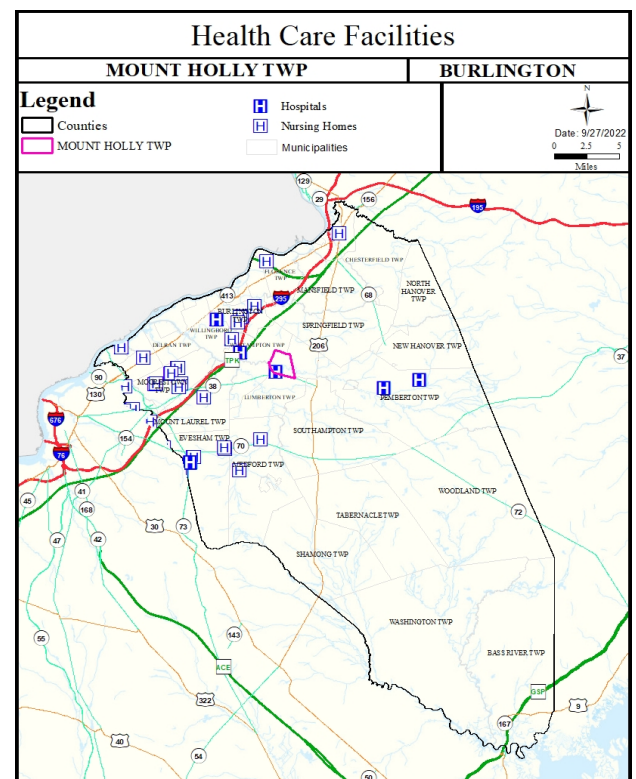 Health Care Facilities
MOUNT HOLLY TWP
BURLINGTON
Legend
Counties
MOUNT HOLLY TWP
H Hospitals
H Nursing Homes
Municipalities
N
Date: 9/27/2022
0 2.5 5
Miles
129
29
156
195
H
CHESTERFIELD TWP
H
FLORENCE
TWP
NORTH
HANOVER
TWP
413
295
MANSFIELD TWP
68
H
H
SPRINGFIELD TWP
WILLINGBORO
TWP
206
NEW HANOVER TWP
DELRAN TWP
TPK
37
90
130
38
LUMBERTON TWP
PEMBERTON TWP
H
H
H
676
154
MOUNT LAUREL TWP
SOUTHAMPTON TWP
EVESHAM TWP
70
76
MEDFORD TWP
45
41
168
WOODLAND TWP
72
30
73
TABERNACLE TWP
47
42
SHAMONG TWP
WASHINGTON TWP
143
55
BASS RIVER TWP
ACE
GSP
322
9
167
40
54
50